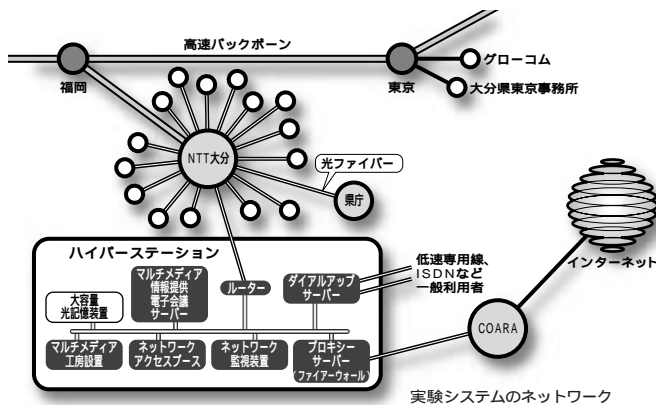 高速バックボーン
福岡
東京
グローコム
大分県東京事務所
NTT大分
光ファイバー
県庁
ハイパーステーション
インターネット
低速専用線、
ISDNなど
一般利用者
大容量
光記憶装置
マルチメディア
情報提供
電子会議
サーバー
ルーター
ダイアルアップ
サーバー
COARA
マルチメディア
工房設置
ネットワーク
アクセスブース
ネットワーク
監視装置
プロキシー
サーバー
(ファイアーウォール)
実験システムのネットワーク